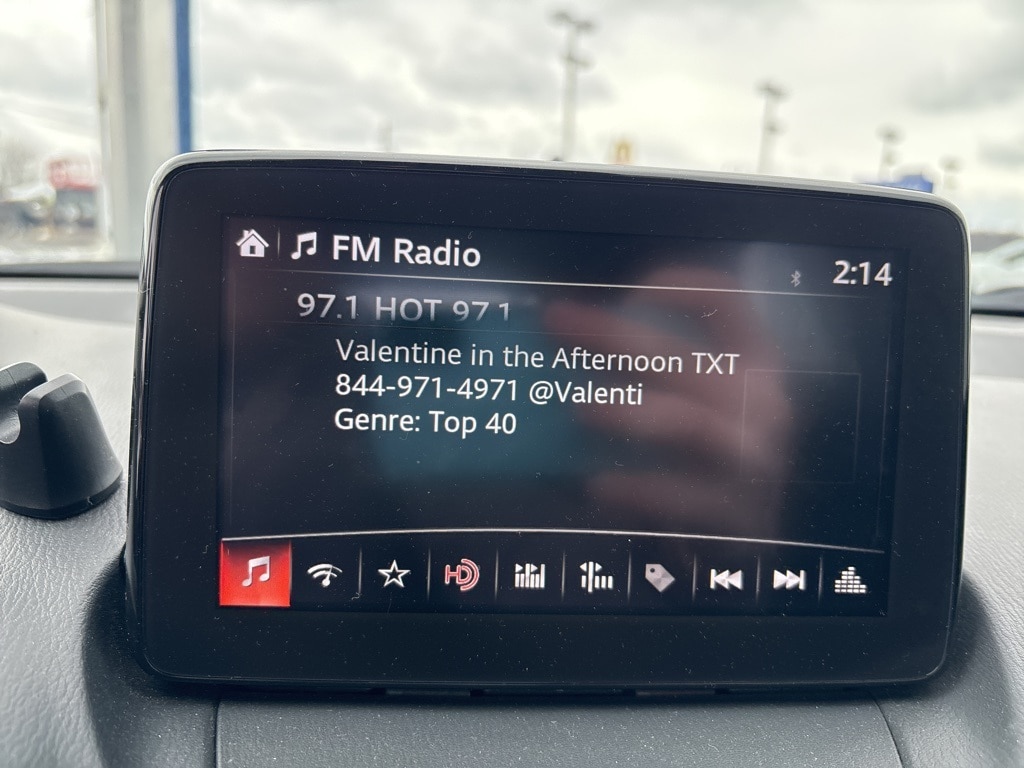 FM Radio
2:14
97.1 HOT 97.1
Valentine in the Afternoon TXT
844-971-4971 @Valenti
Genre: Top 40
HD